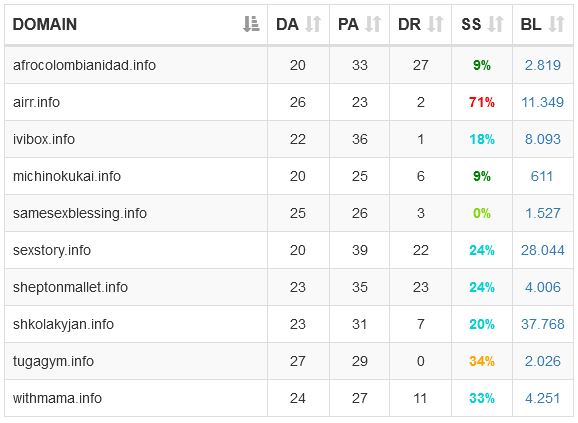 DOMAIN DA PA DR SS BL
afrocolombianidad.info 20 33 27 9% 2.819
airr.info 26 23 2 71% 11.349
ivibox.info 22 36 1 18% 8.093
michinokukai.info 20 25 6 9% 611
samesexblessing.info 25 26 3 0% 1.527
sexstory.info 20 39 22 24% 28.044
sheptonmallet.info 23 35 23 24% 4.006
shkolakyjan.info 23 31 7 20% 37.768
tugagym.info 27 29 0 34% 2.026
withmama.info 24 27 11 33% 4.251